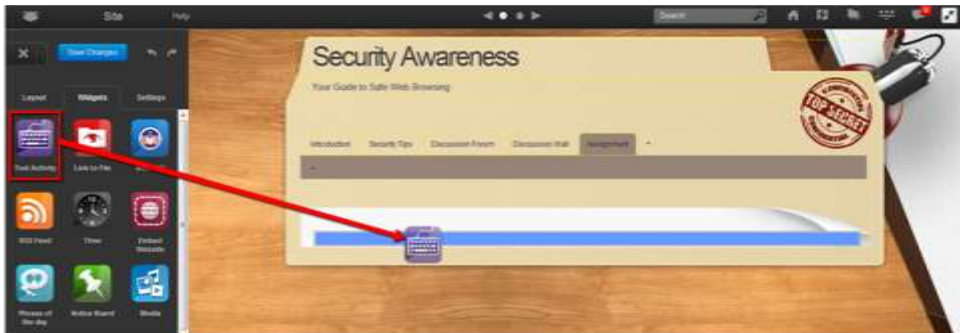 Site Help
Search
Save Changes
Layout Widgets Settings
Text Activity Link to File
RSS Feed Timer Embed Website
Phrases of the day Notice Board Media
Security Awareness
Your Guide to Safe Web Browsing
TOP SECRET
Introduction Security Tips Discussion Forum Discussion Wall Assignment